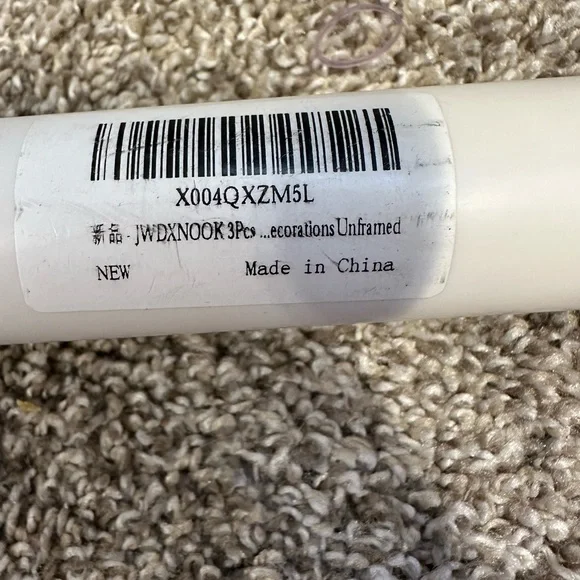 X004QXZM5L
新品 - JWDXNOOK 3Pcs ...ecorations Unframed
NEW Made in China